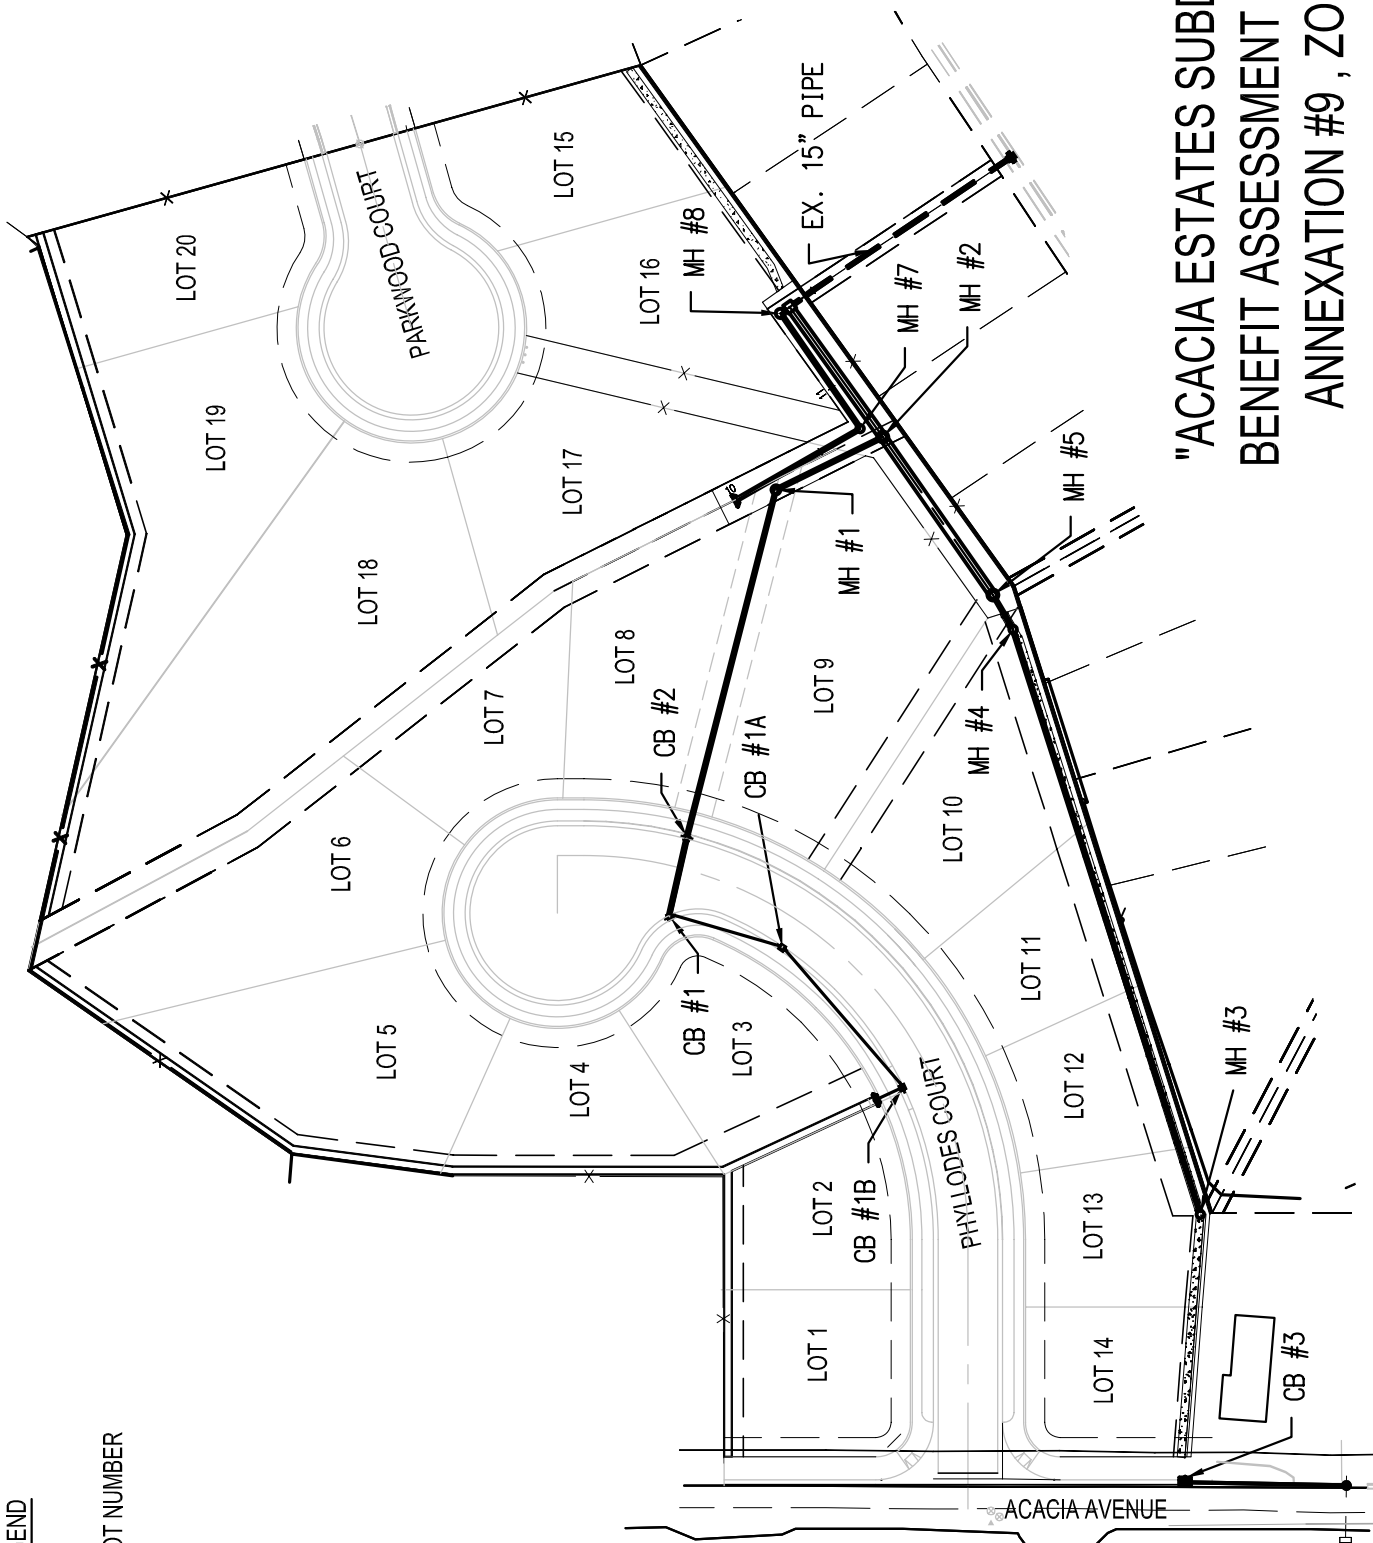 "ACACIA ESTATES SUBD
BENEFIT ASSESSMENT
ANNEXATION #9 , ZO
LOT 20
LOT 19
LOT 18
LOT 17
LOT 16
LOT 15
PARKWOOD COURT
MH #8
EX. 15" PIPE
MH #7
MH #2
MH #5
MH #1
MH #4
LOT 8
LOT 7
LOT 9
LOT 6
CB #2
CB #1A
LOT 10
LOT 5
LOT 4
LOT 3
CB #1
LOT 11
LOT 12
PHYLLODES COURT
MH #3
LOT 2
CB #1B
LOT 13
LOT 1
LOT 14
CB #3
ACACIA AVENUE
END
OT NUMBER